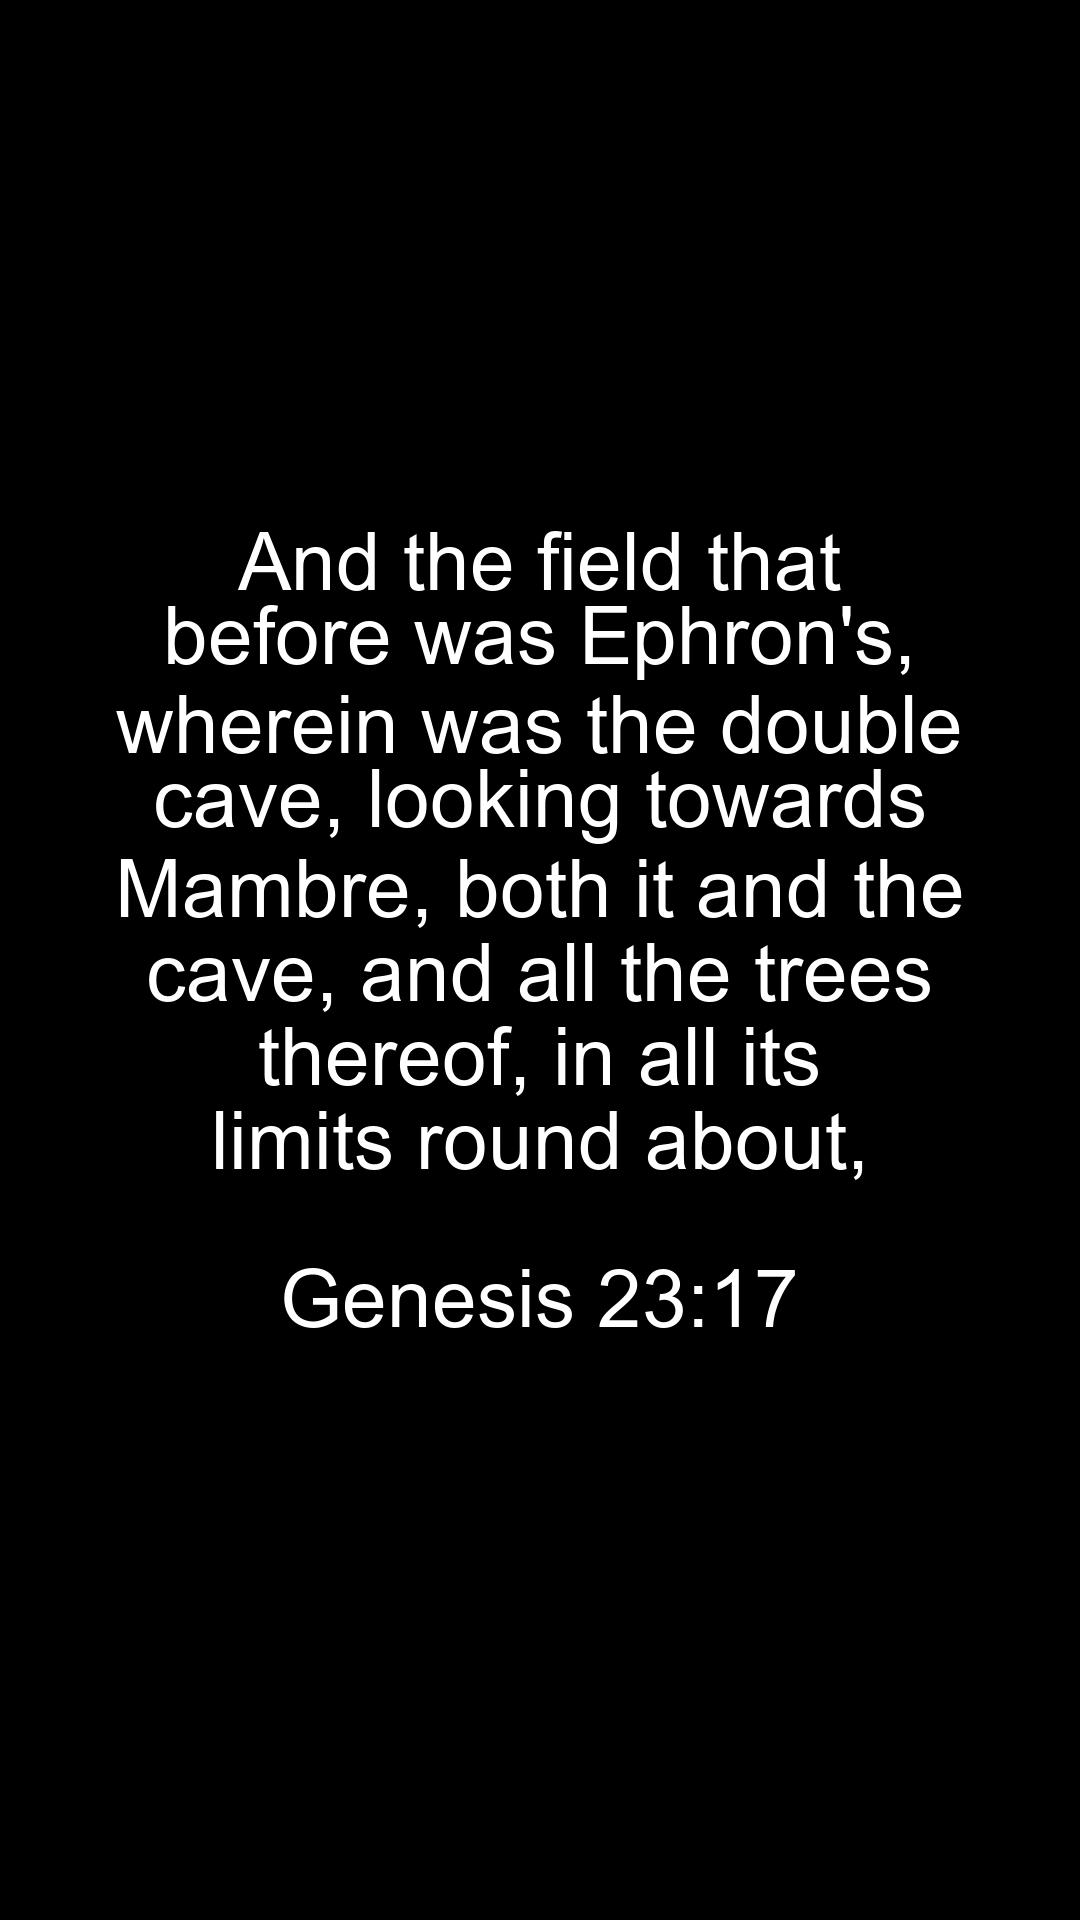 And the field that
before was Ephron's,
wherein was the double
cave, looking towards
Mambre, both it and the
cave, and all the trees
thereof, in all its
limits round about,
Genesis 23:17